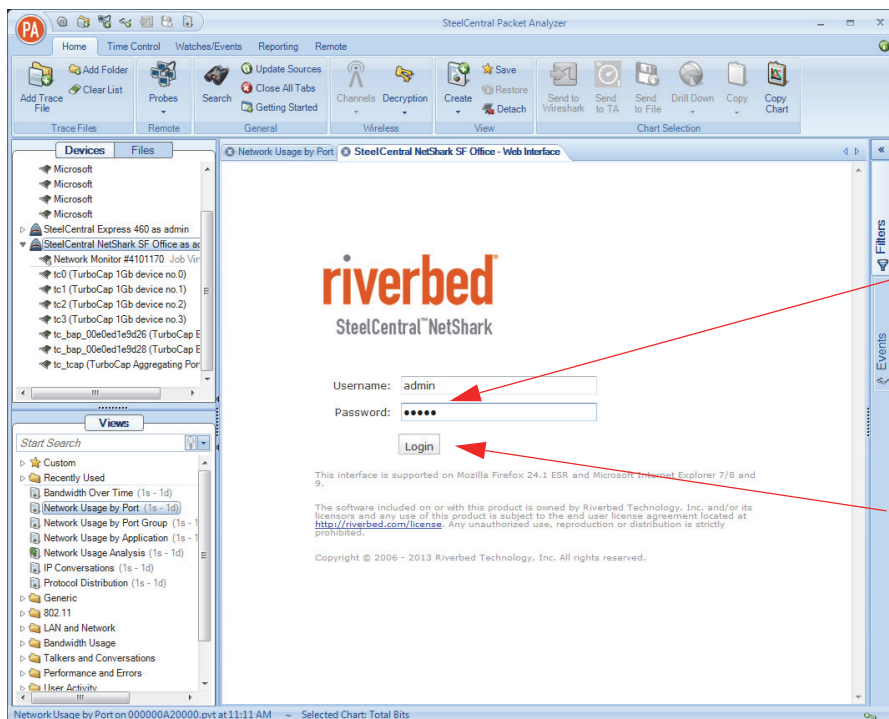 SteelCentral Packet Analyzer
PA
Home Time Control Watches/Events Reporting Remote
Add Trace File
Add Folder
Clear List
Trace Files
Probes
Remote
Search
Update Sources
Close All Tabs
Getting Started
General
Channels
Decryption
Wireless
Create
Save
Restore
Detach
View
Send to Wireshark
Send to TA
Send to File
Drill Down
Copy
Copy Chart
Chart Selection
Devices Files
Microsoft
Microsoft
Microsoft
Microsoft
SteelCentral Express 460 as admin
SteelCentral NetShark SF Office as ac
Network Monitor #4101170 Job Vir
tc0 (TurboCap 1Gb device no.0)
tc1 (TurboCap 1Gb device no.1)
tc2 (TurboCap 1Gb device no.2)
tc3 (TurboCap 1Gb device no.3)
tc_bap_00e0ed1e9d26 (TurboCap E
tc_bap_00e0ed1e9d28 (TurboCap E
tc_tcap (TurboCap Aggregating Por
Views
Start Search
Custom
Recently Used
Bandwidth Over Time (1s - 1d)
Network Usage by Port (1s - 1d)
Network Usage by Port Group (1s - 1
Network Usage by Application (1s - 1
Network Usage Analysis (1s - 1d)
IP Conversations (1s - 1d)
Protocol Distribution (1s - 1d)
Generic
802.11
LAN and Network
Bandwidth Usage
Talkers and Conversations
Performance and Errors
User Activity
Network Usage by Port SteelCentral NetShark SF Office - Web Interface
riverbed
SteelCentral™NetShark
Username: admin
Password: •••••
Login
This interface is supported on Mozilla Firefox 24.1 ESR and Microsoft Internet Explorer 7/8 and
9.
The software included on or with this product is owned by Riverbed Technology, Inc. and/or its
licensors and any use of this product is subject to the end user license agreement located at
http://riverbed.com/license. Any unauthorized use, reproduction or distribution is strictly
prohibited.
Copyright © 2006 - 2013 Riverbed Technology, Inc. All rights reserved.
Filters
Events
Network Usage by Port on 000000A20000.pvt at 11:11 AM ~ Selected Chart: Total Bits